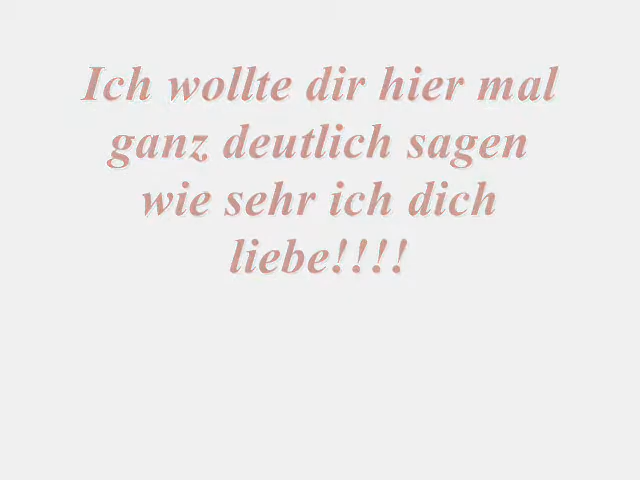 Ich wollte dir hier mal
ganz deutlich sagen
wie sehr ich dich
liebe!!!!